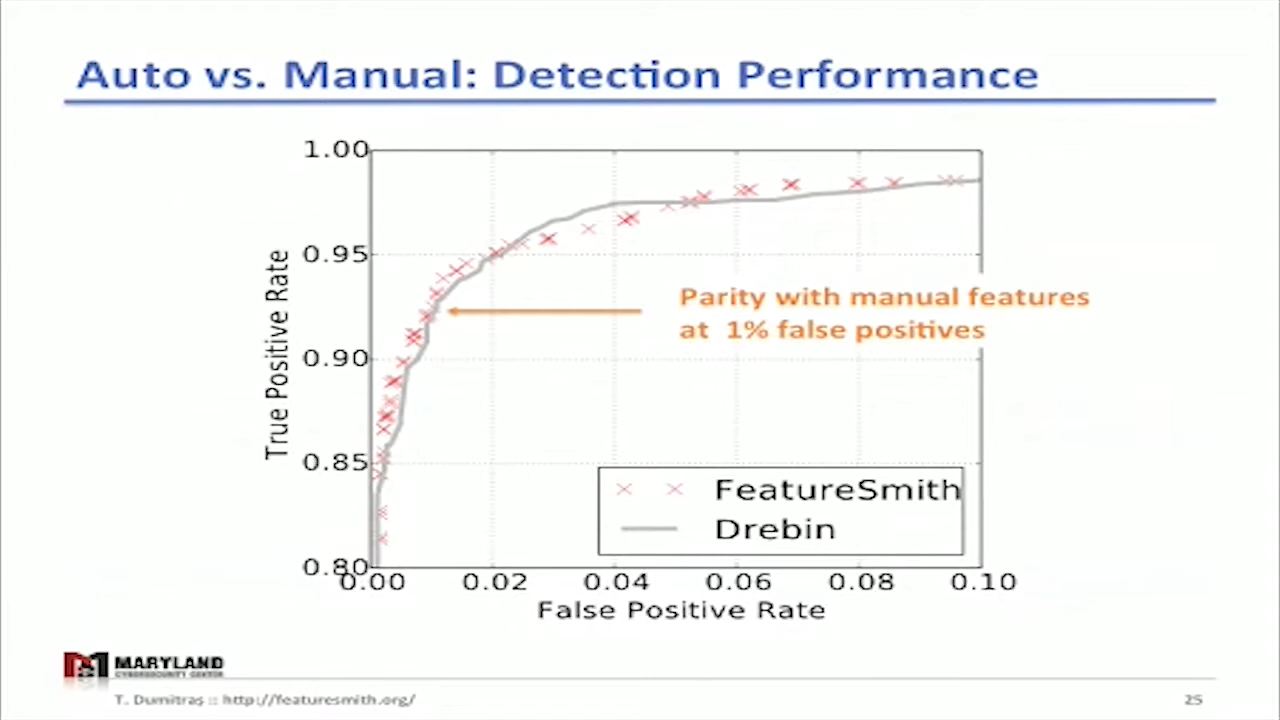 Auto vs. Manual: Detection Performance
1.00
0.95
0.90
0.85
0.80
True Positive Rate
Parity with manual features
at 1% false positives
FeatureSmith
Drebin
0.00 0.02 0.04 0.06 0.08 0.10
False Positive Rate
MARYLAND
CYBERSECURITY CENTER
T. Dumitraş :: http://featuresmith.org/
25